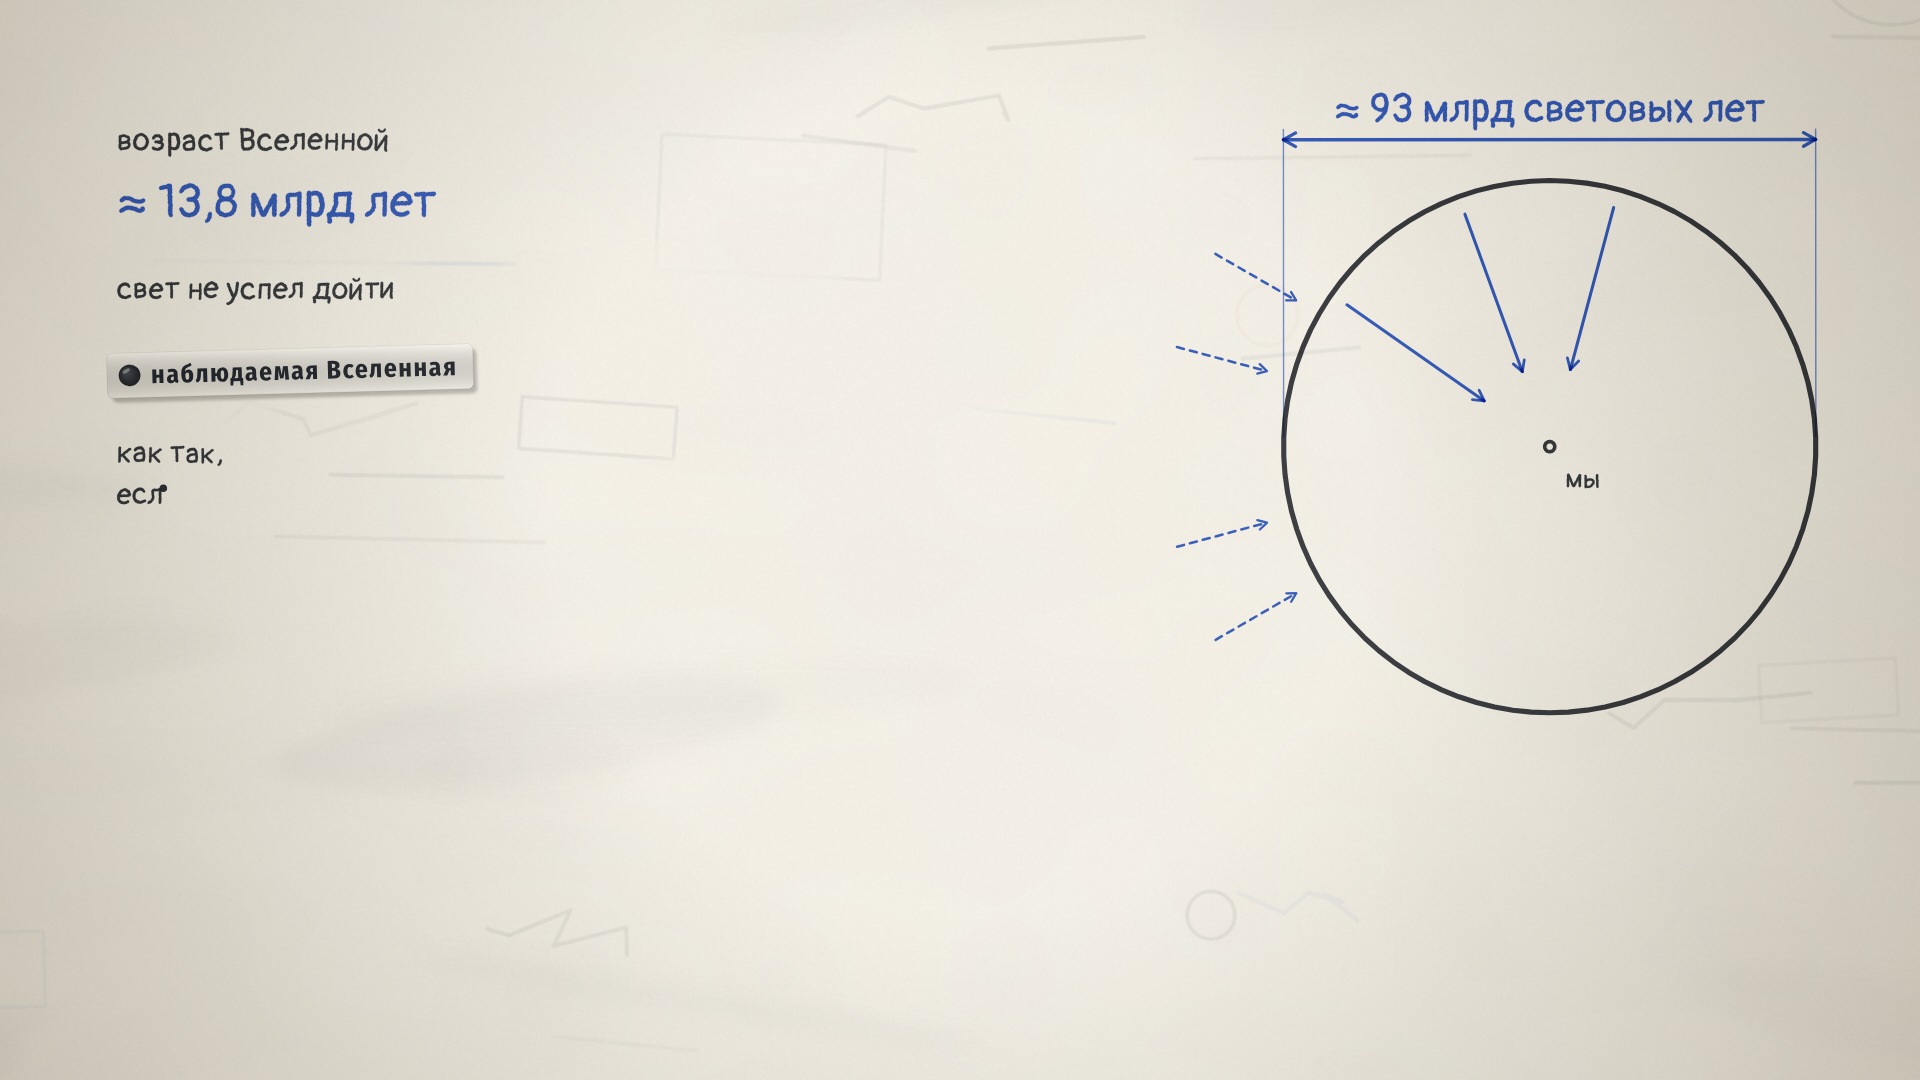 возраст Вселенной
≈ 13,8 млрд лет
свет не успел дойти
наблюдаемая Вселенная
как так,
есл
≈ 93 млрд световых лет
мы